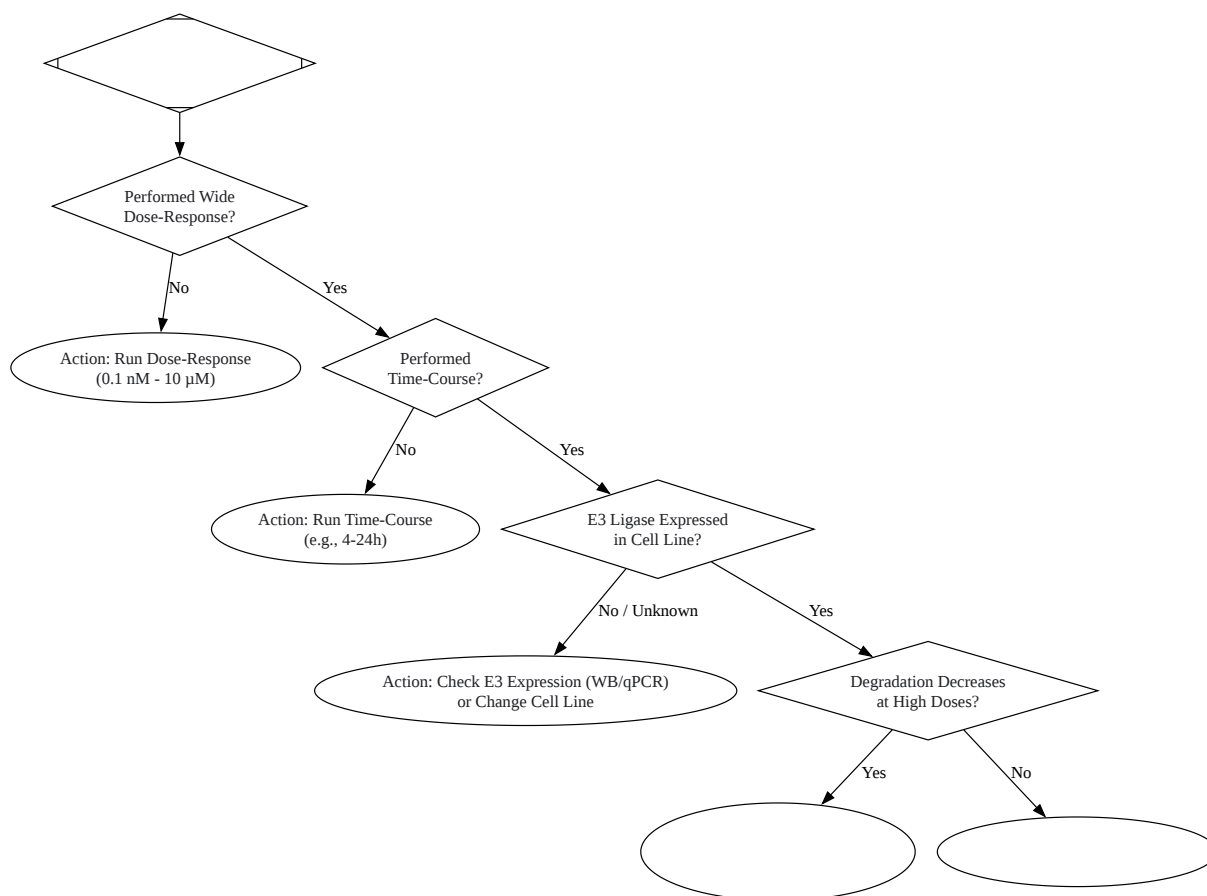 Performed Wide
Dose-Response?
No
Yes
Action: Run Dose-Response
(0.1 nM - 10 µM)
Performed
Time-Course?
No
Yes
Action: Run Time-Course
(e.g., 4-24h)
E3 Ligase Expressed
in Cell Line?
No / Unknown
Yes
Action: Check E3 Expression (WB/qPCR)
or Change Cell Line
Degradation Decreases
at High Doses?
Yes
No